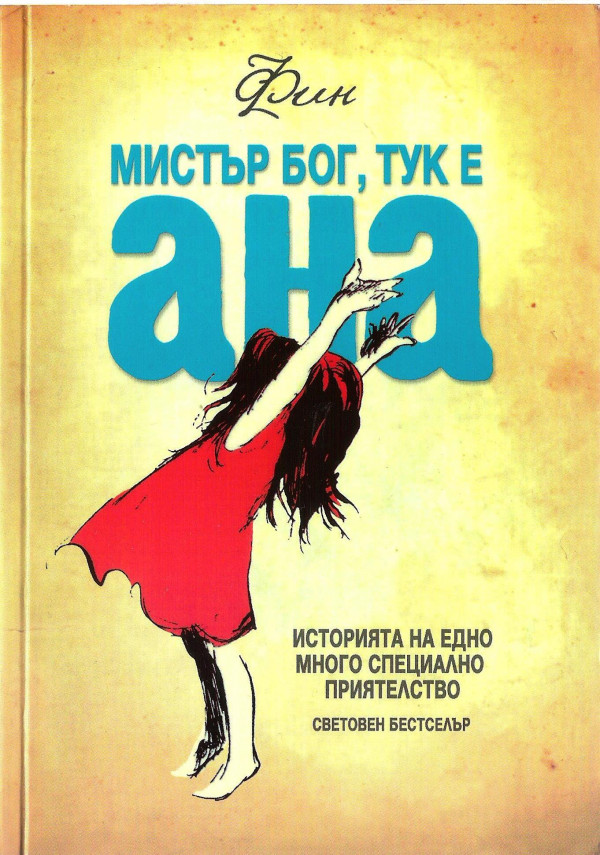 Фин
МИСТЪР БОГ, ТУК Е
ана
ИСТОРИЯТА НА ЕДНО
МНОГО СПЕЦИАЛНО
ПРИЯТЕЛСТВО
СВЕТОВЕН БЕСТСЕЛЪР